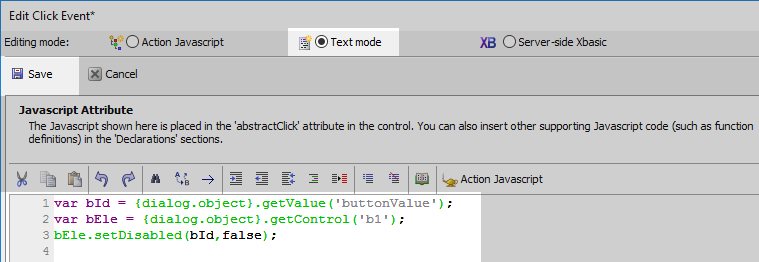 Edit Click Event*
Editing mode: Action Javascript Text mode XB Server-side Xbasic
Save Cancel
Javascript Attribute
The Javascript shown here is placed in the 'abstractClick' attribute in the control. You can also insert other supporting Javascript code (such as function
definitions) in the 'Declarations' sections.
Action Javascript
1 var bId = {dialog.object}.getValue('buttonValue');
2 var bEle = {dialog.object}.getControl('b1');
3 bEle.setDisabled(bId,false);
4